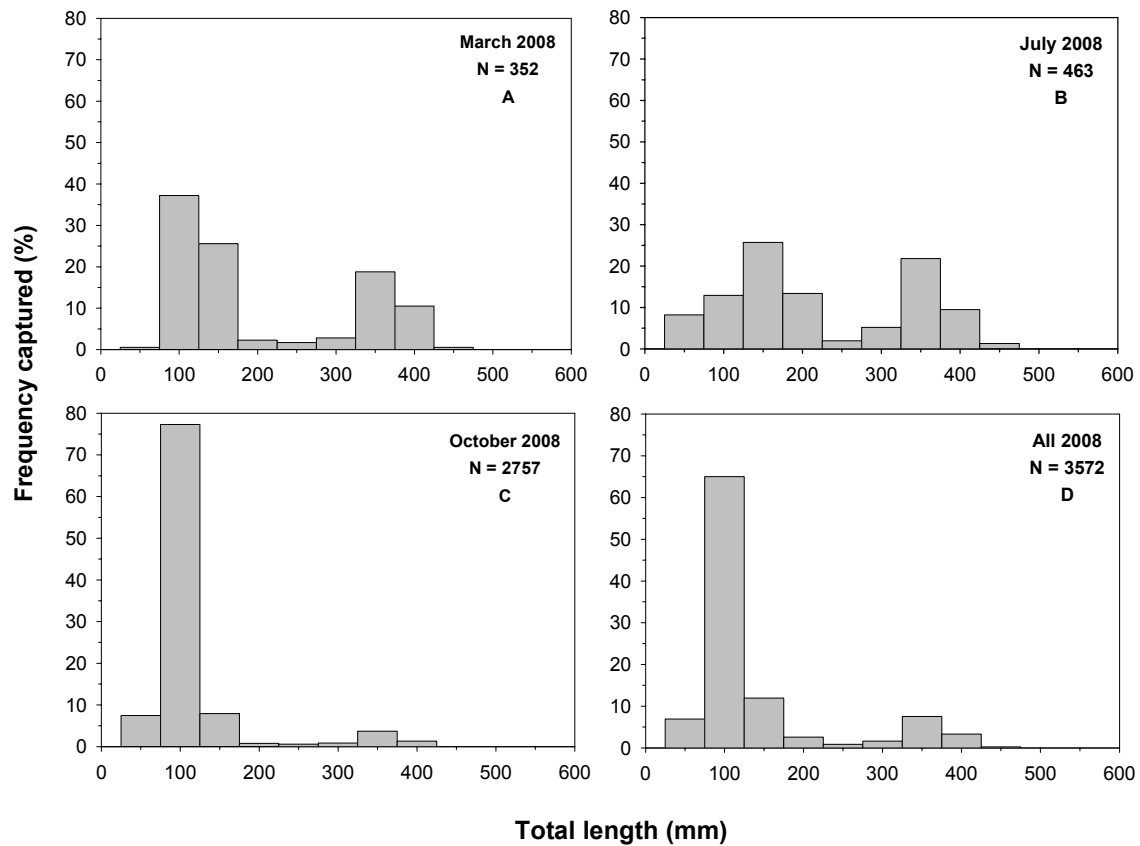 Frequency captured (%)
80
70
60
50
40
30
20
10
0
March 2008
N = 352
A
0 100 200 300 400 500 600
80
70
60
50
40
30
20
10
0
July 2008
N = 463
B
0 100 200 300 400 500 600
80
70
60
50
40
30
20
10
0
October 2008
N = 2757
C
0 100 200 300 400 500 600
80
70
60
50
40
30
20
10
0
All 2008
N = 3572
D
0 100 200 300 400 500 600
Total length (mm)